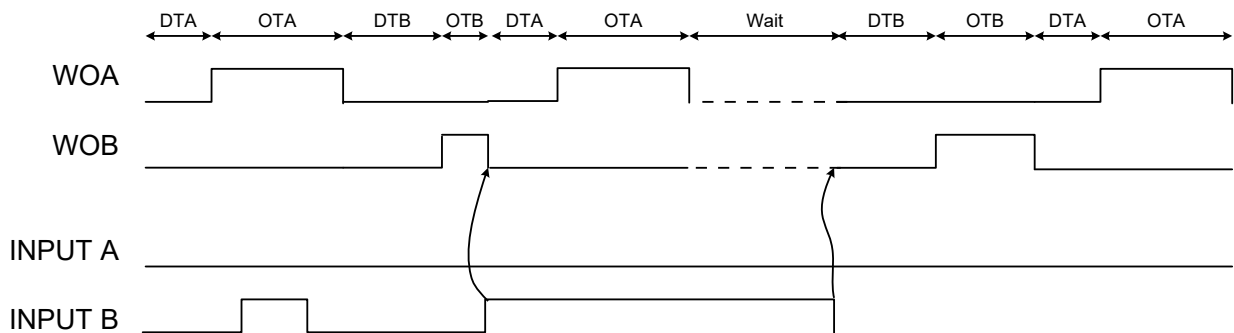 DTA OTA DTB OTB DTA OTA Wait DTB OTB DTA OTA
WOA
WOB
INPUT A
INPUT B